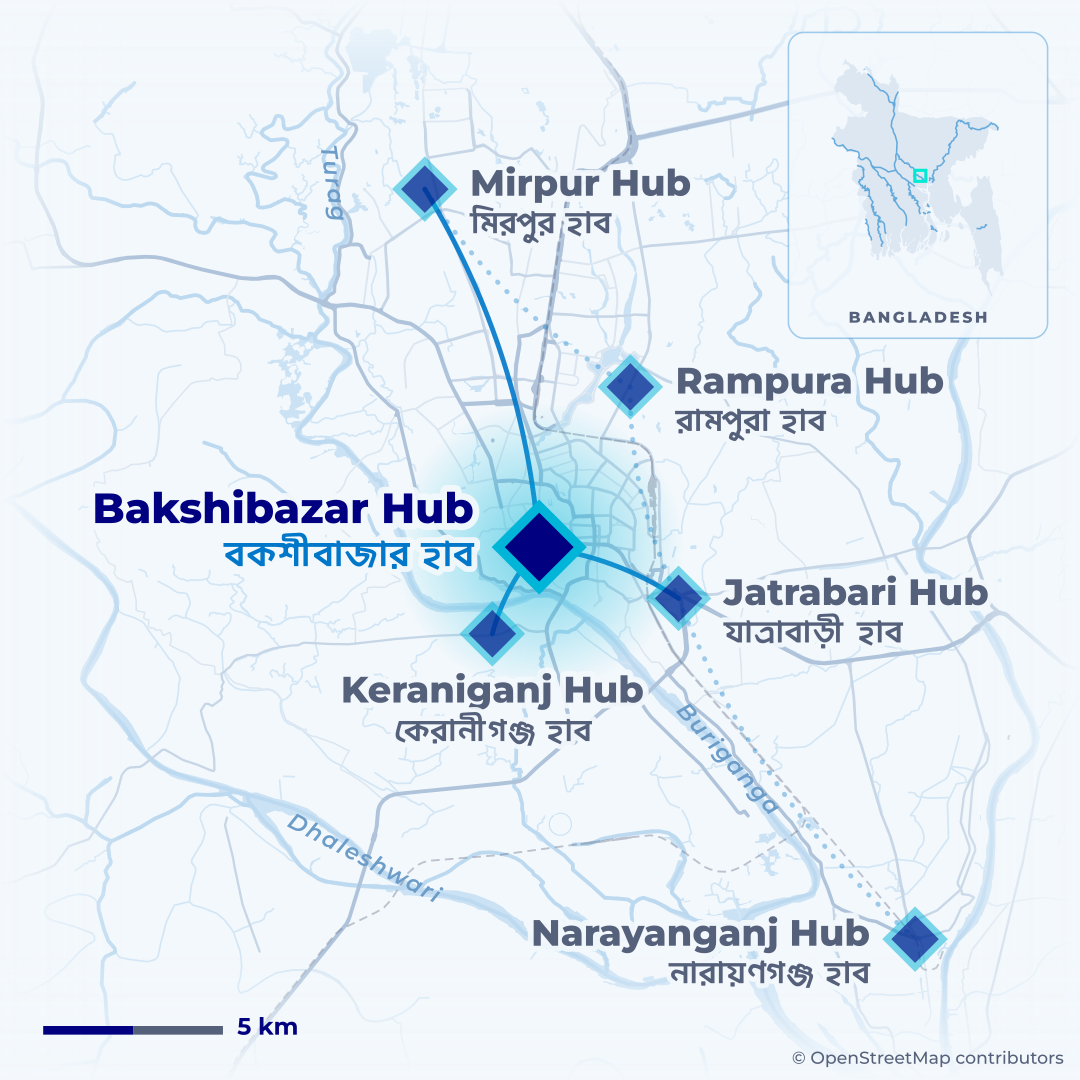 BANGLADESH
Turag
Mirpur Hub
মিরপুর হাব
Rampura Hub
রামপুরা হাব
Bakshibazar Hub
বকশীবাজার হাব
Jatrabari Hub
যাত্রাবাড়ী হাব
Keraniganj Hub
কেরানীগঞ্জ হাব
Buriganga
Dhaleshwari
Narayanganj Hub
নারায়ণগঞ্জ হাব
5 km
© OpenStreetMap contributors